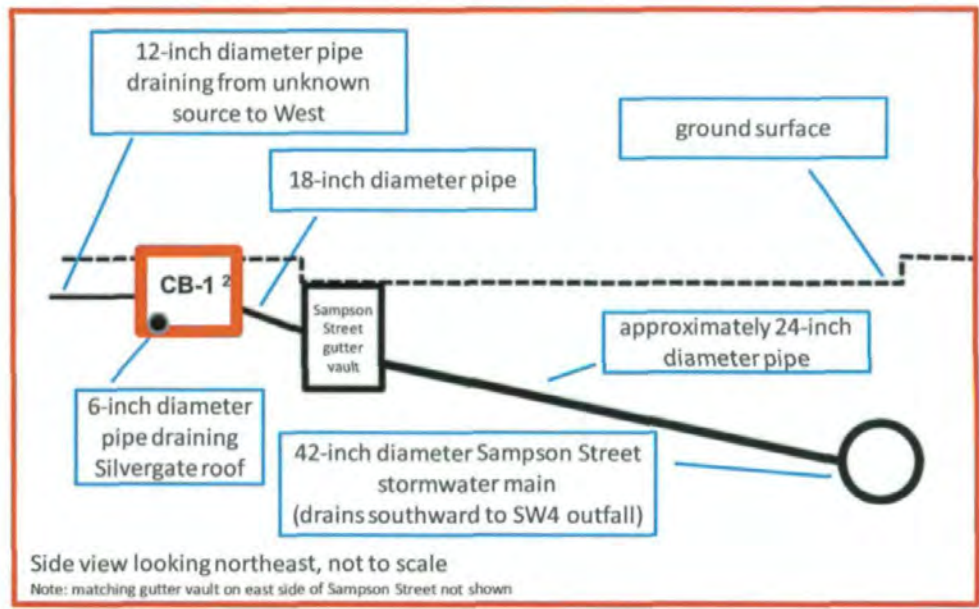 12-inch diameter pipe
draining from unknown
source to West
ground surface
18-inch diameter pipe
CB-1 ²
Sampson
Street
gutter
vault
approximately 24-inch
diameter pipe
6-inch diameter
pipe draining
Silvergate roof
42-inch diameter Sampson Street
stormwater main
(drains southward to SW4 outfall)
Side view looking northeast, not to scale
Note: matching gutter vault on east side of Sampson Street not shown